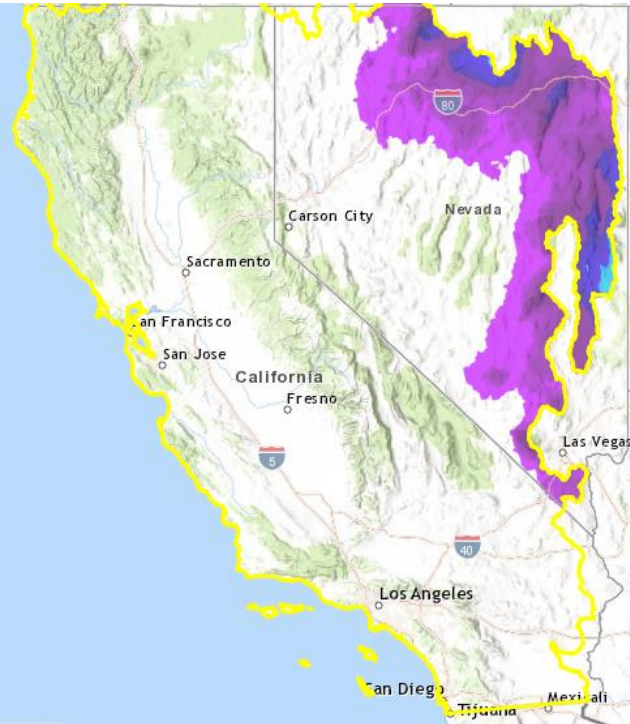 80
Nevada
Carson City
Sacramento
an Francisco
San Jose
California
Fresno
5
Las Vegas
40
Los Angeles
San Diego
Tijuana
Mexicali